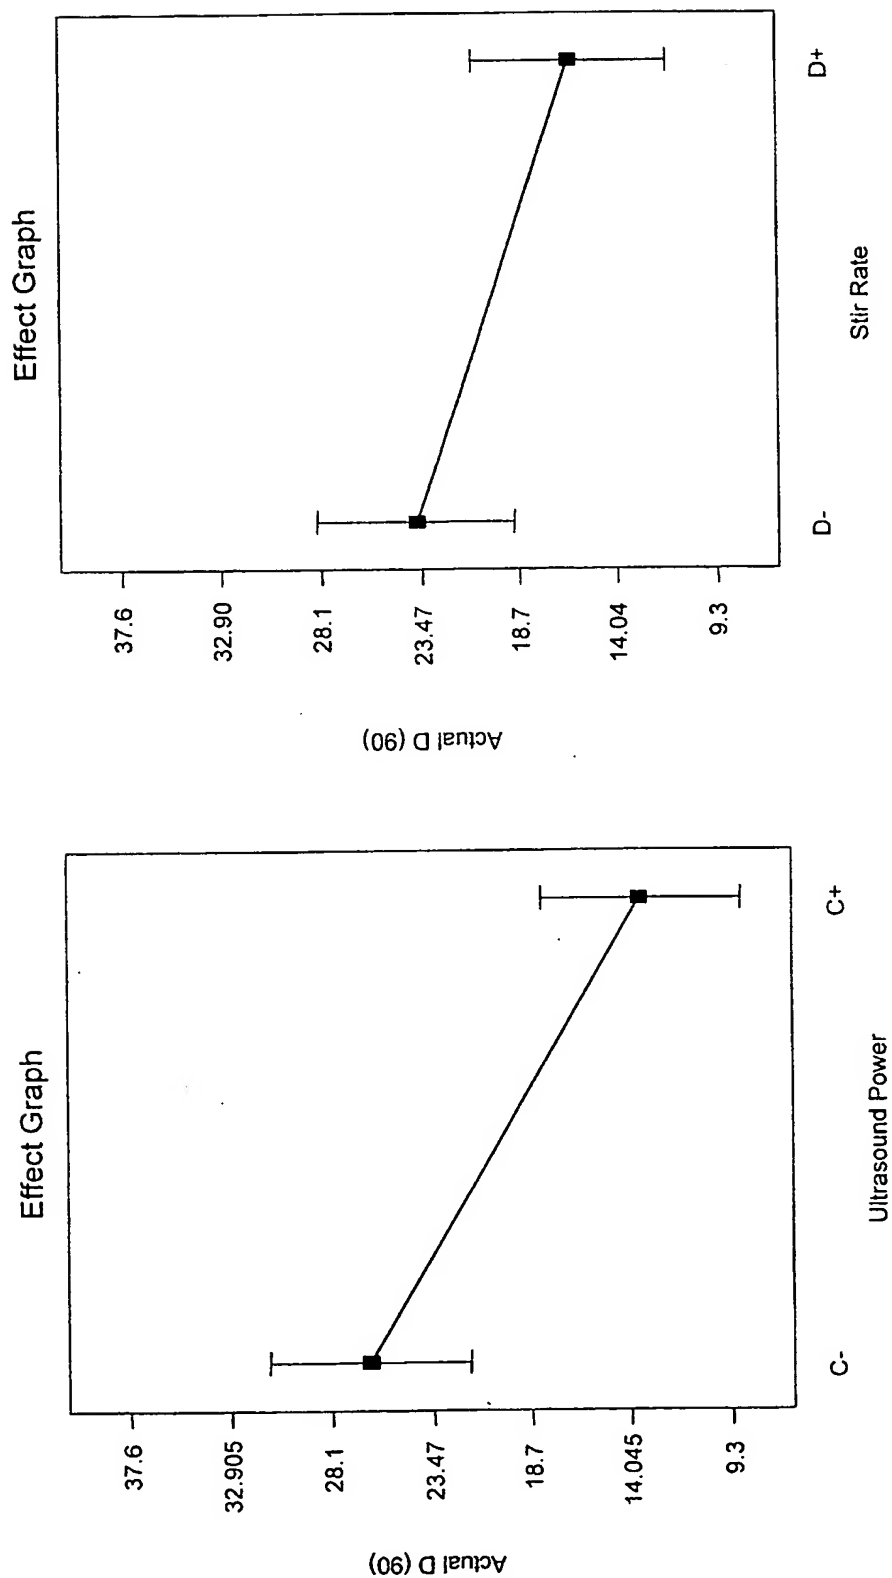 Effect Graph
37.6
32.905
28.1
23.47
18.7
14.045
9.3
Actual D (90)
C-
C+
Ultrasound Power
Effect Graph
37.6
32.90
28.1
23.47
18.7
14.04
9.3
Actual D (90)
D-
D+
Stir Rate